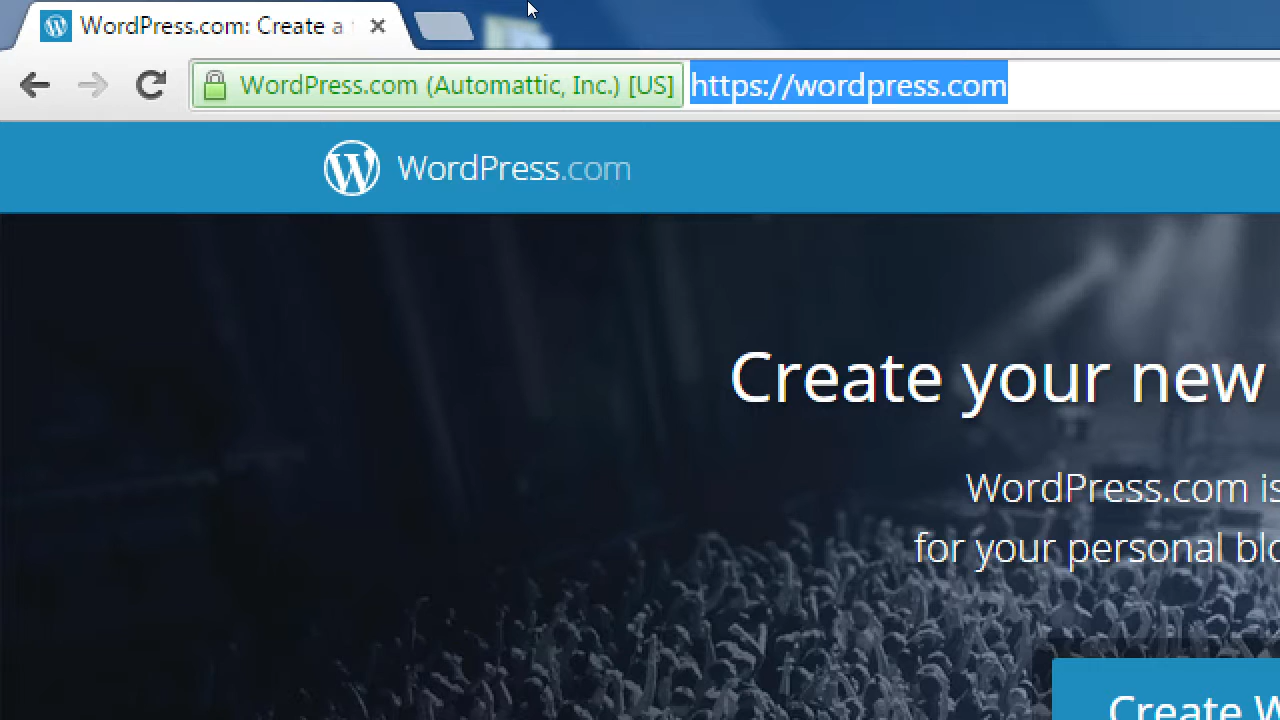 WordPress.com: Create a
WordPress.com (Automattic, Inc.) [US] https://wordpress.com
WordPress.com
Create your new
WordPress.com is
for your personal
Create